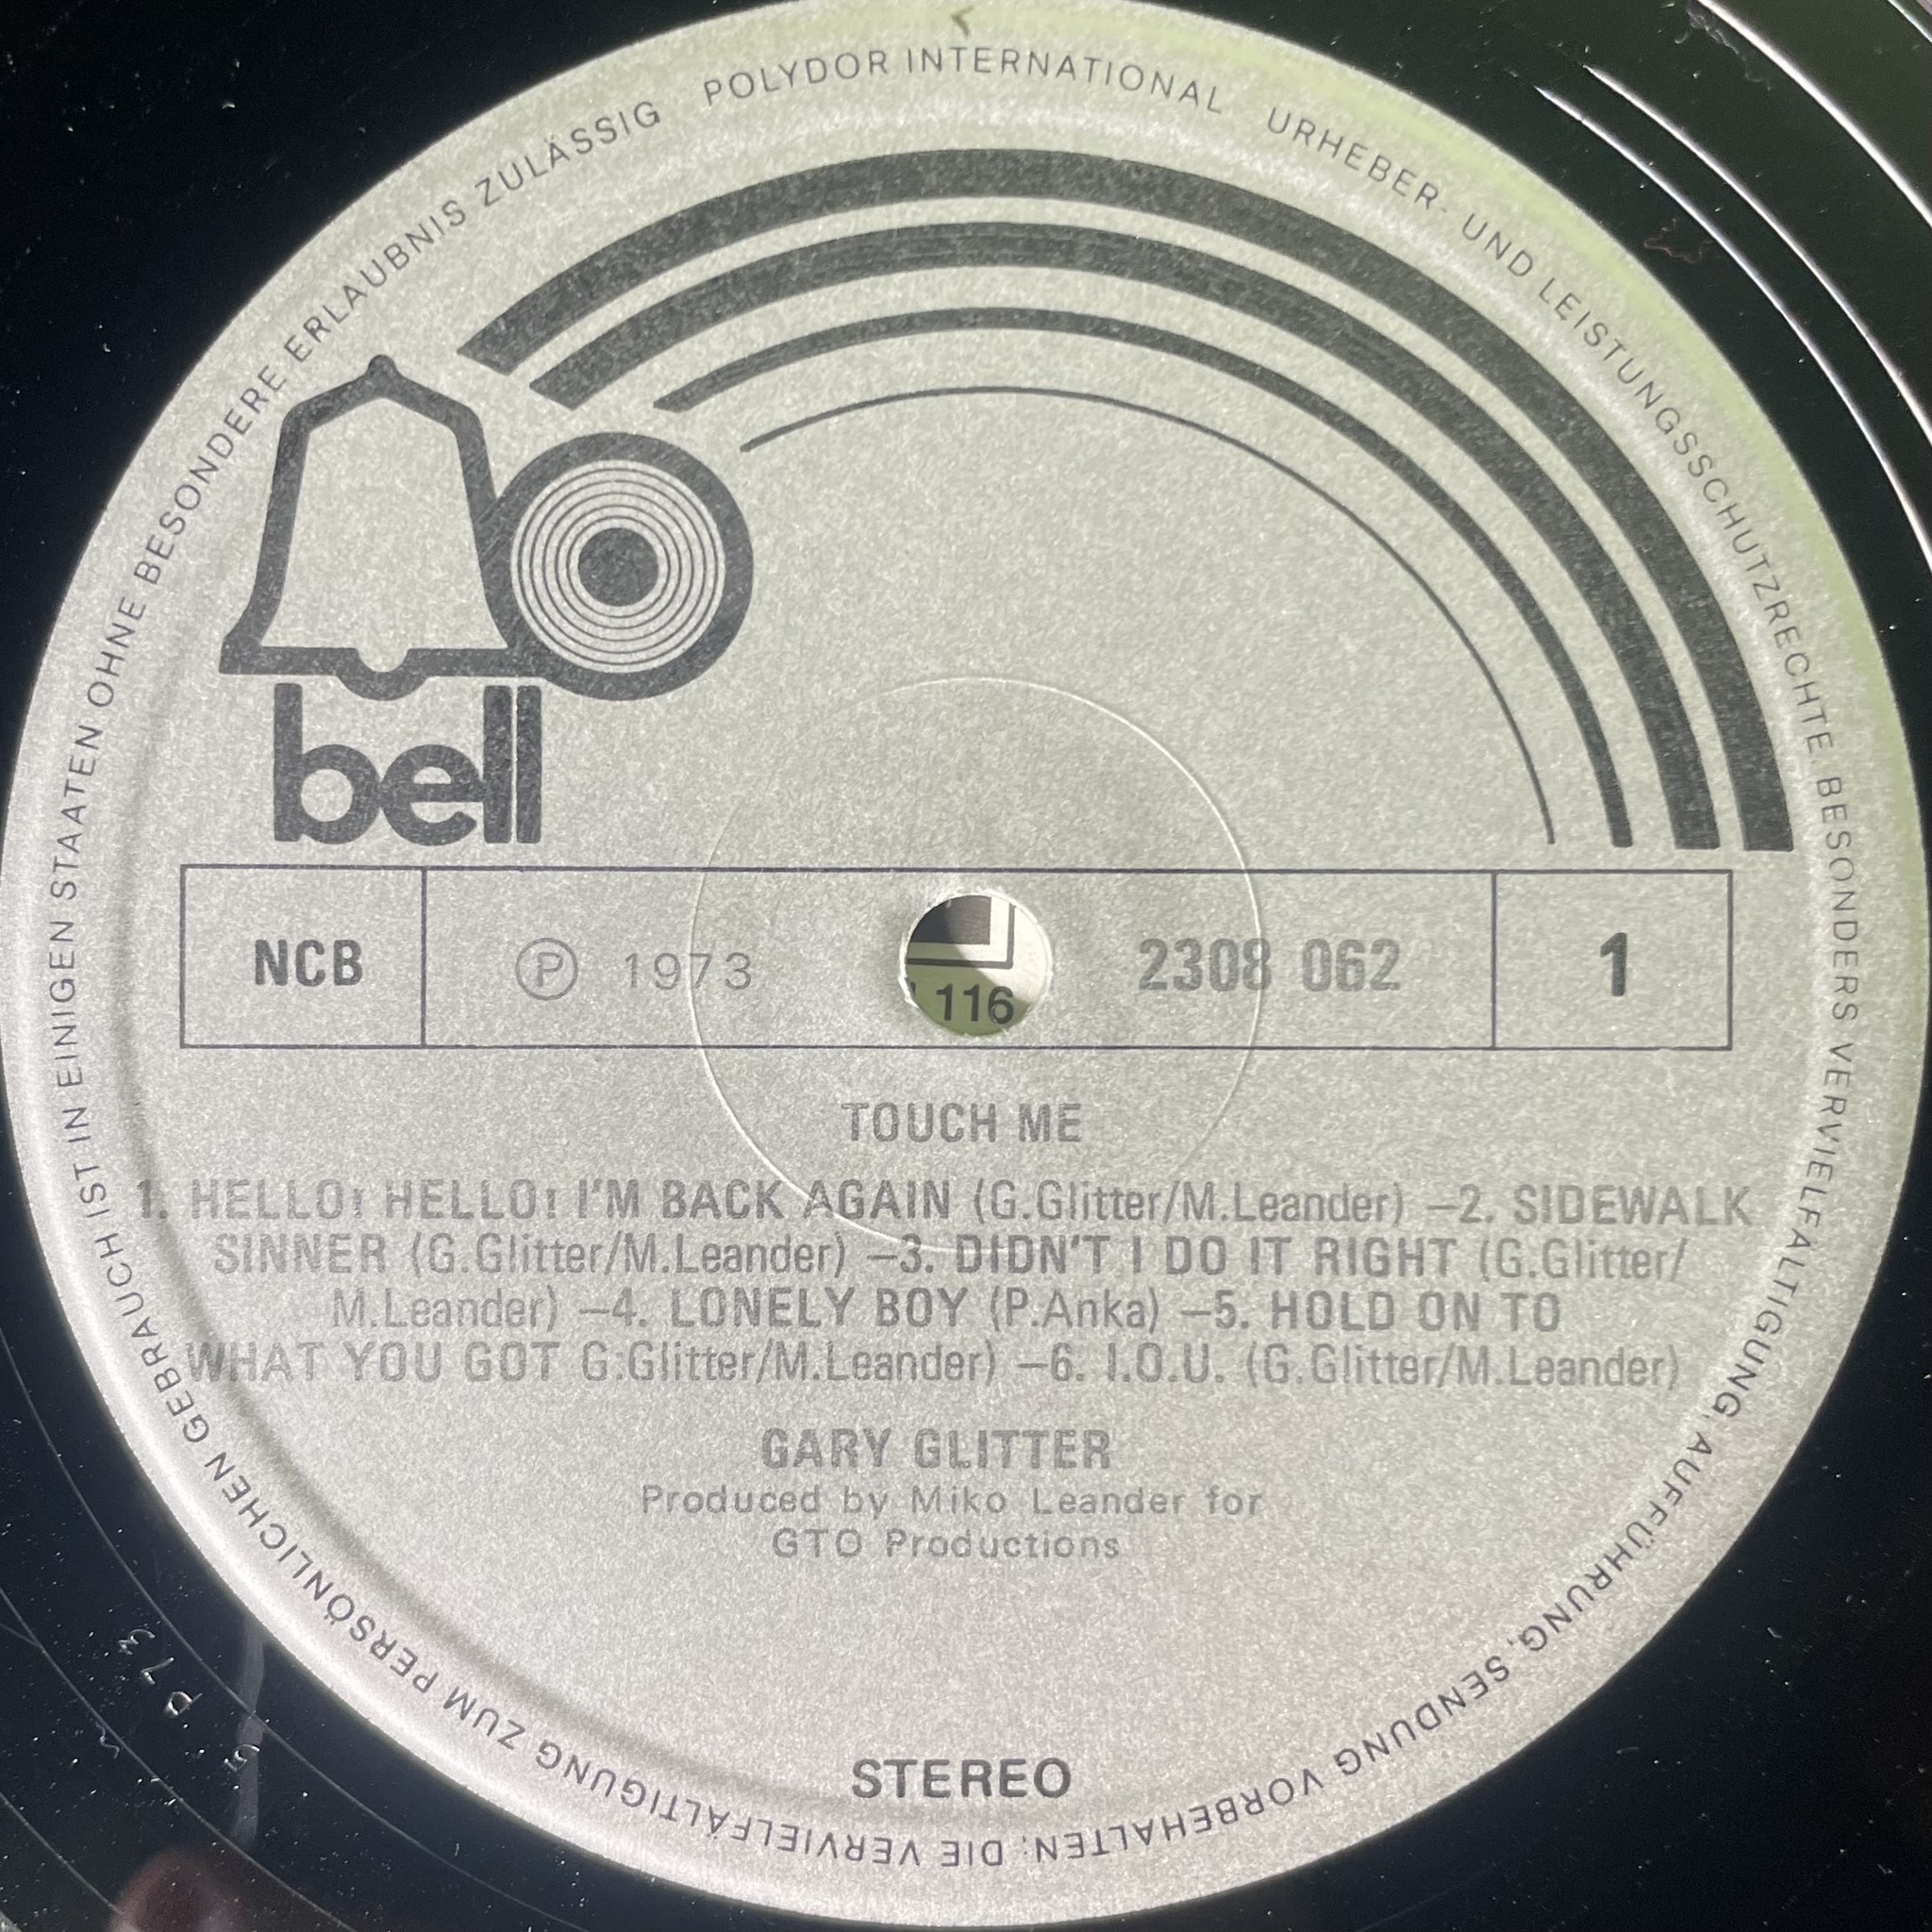 POLYDOR INTERNATIONAL URHEBER- UND LEISTUNGSSCHUTZRECHTE. BESONDERS VERVIELFÄLTIGUNG, AUFFÜHRUNG, SENDUNG VORBEHALTEN; DIE VERVIELFÄLTIGUNG ZUM PERSÖNLICHEN GEBRAUCH IST IN EINIGEN STAATEN OHNE BESONDERE ERLAUBNIS ZULÄSSIG
bell
NCB Ⓟ 1973 2308 062 1
116
TOUCH ME
1. HELLO! HELLO! I'M BACK AGAIN (G.Glitter/M.Leander) –2. SIDEWALK
SINNER (G.Glitter/M.Leander) –3. DIDN'T I DO IT RIGHT (G.Glitter/
M.Leander) –4. LONELY BOY (P.Anka) –5. HOLD ON TO
WHAT YOU GOT G:Glitter/M.Leander) –6. I.O.U. (G.Glitter/M.Leander)
GARY GLITTER
Produced by Miko Leander for
GTO Productions
STEREO